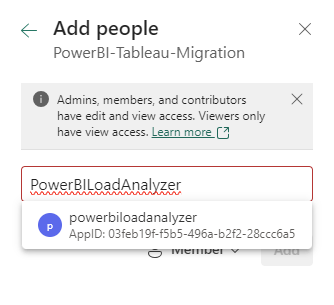 Add people
PowerBI-Tableau-Migration
Admins, members, and contributors
have edit and view access. Viewers only
have view access. Learn more
PowerBILoadAnalyzer
p
powerbiloadanalyzer
AppID: 03feb19f-f5b5-496a-b2f2-28ccc6a5
Member
Add